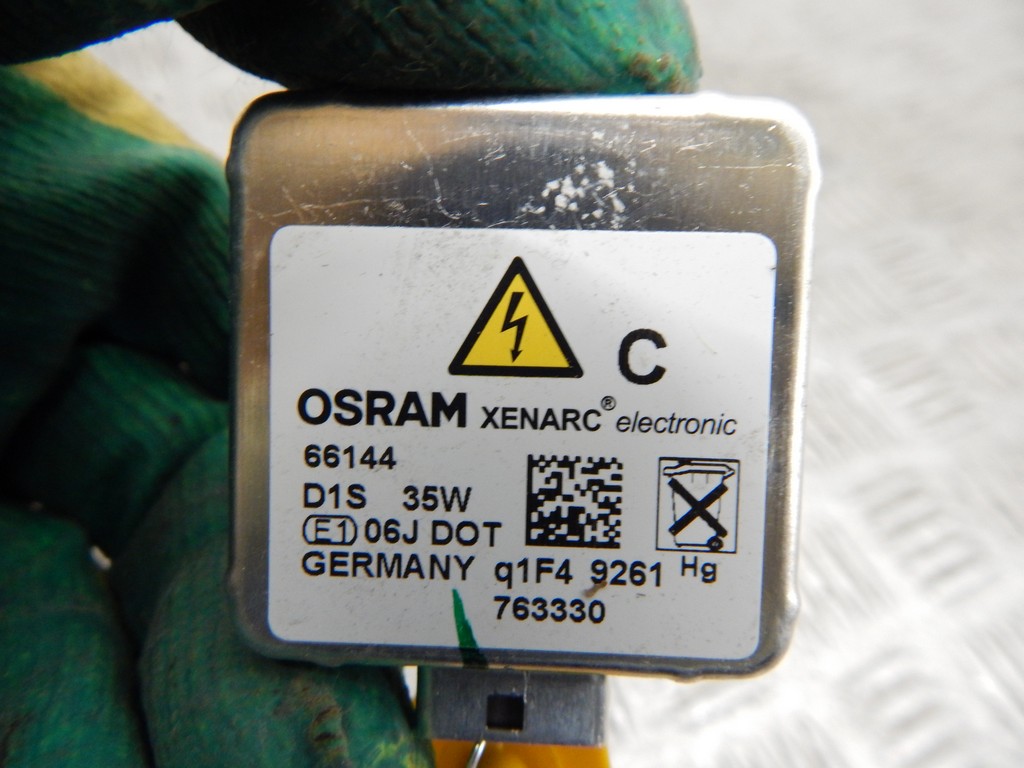 C
OSRAM XENARC® electronic
66144
D1S 35W
E1 06J DOT
GERMANY q1F4 9261 Hg
763330